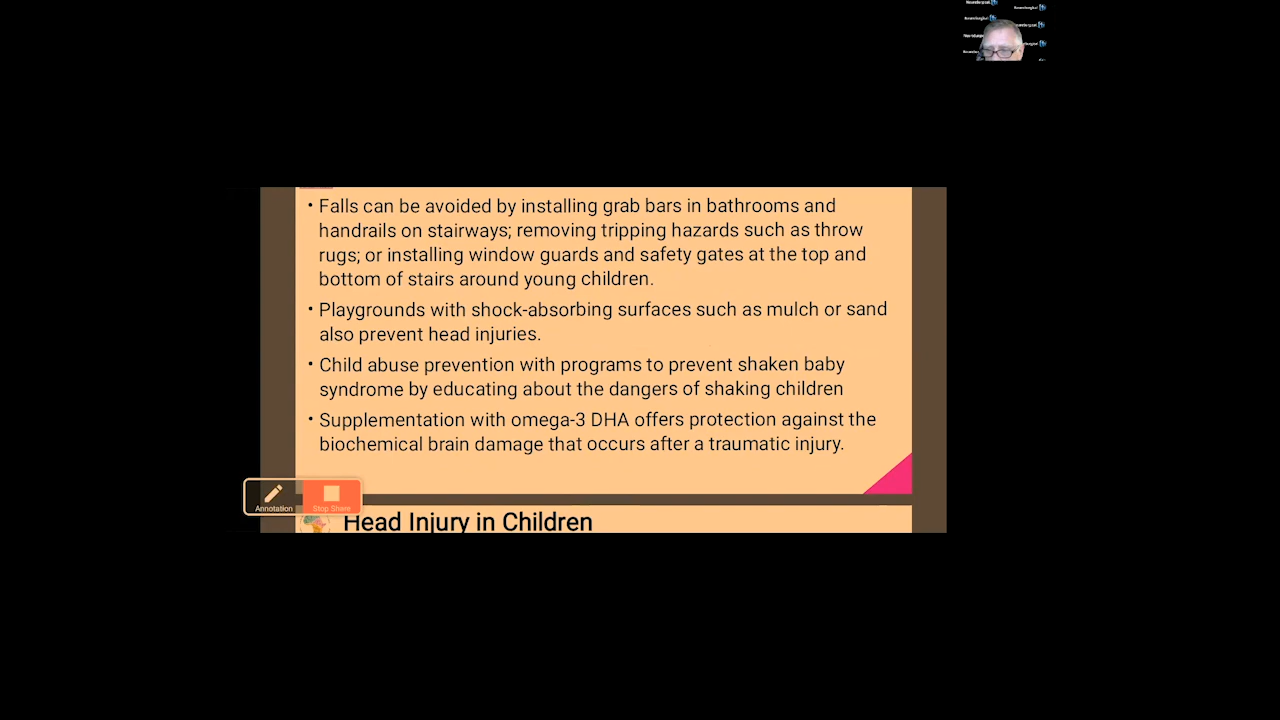 • Falls can be avoided by installing grab bars in bathrooms and
handrails on stairways; removing tripping hazards such as throw
rugs; or installing window guards and safety gates at the top and
bottom of stairs around young children.
• Playgrounds with shock-absorbing surfaces such as mulch or sand
also prevent head injuries.
• Child abuse prevention with programs to prevent shaken baby
syndrome by educating about the dangers of shaking children
• Supplementation with omega-3 DHA offers protection against the
biochemical brain damage that occurs after a traumatic injury.
Annotation
Stop Share
Head Injury in Children